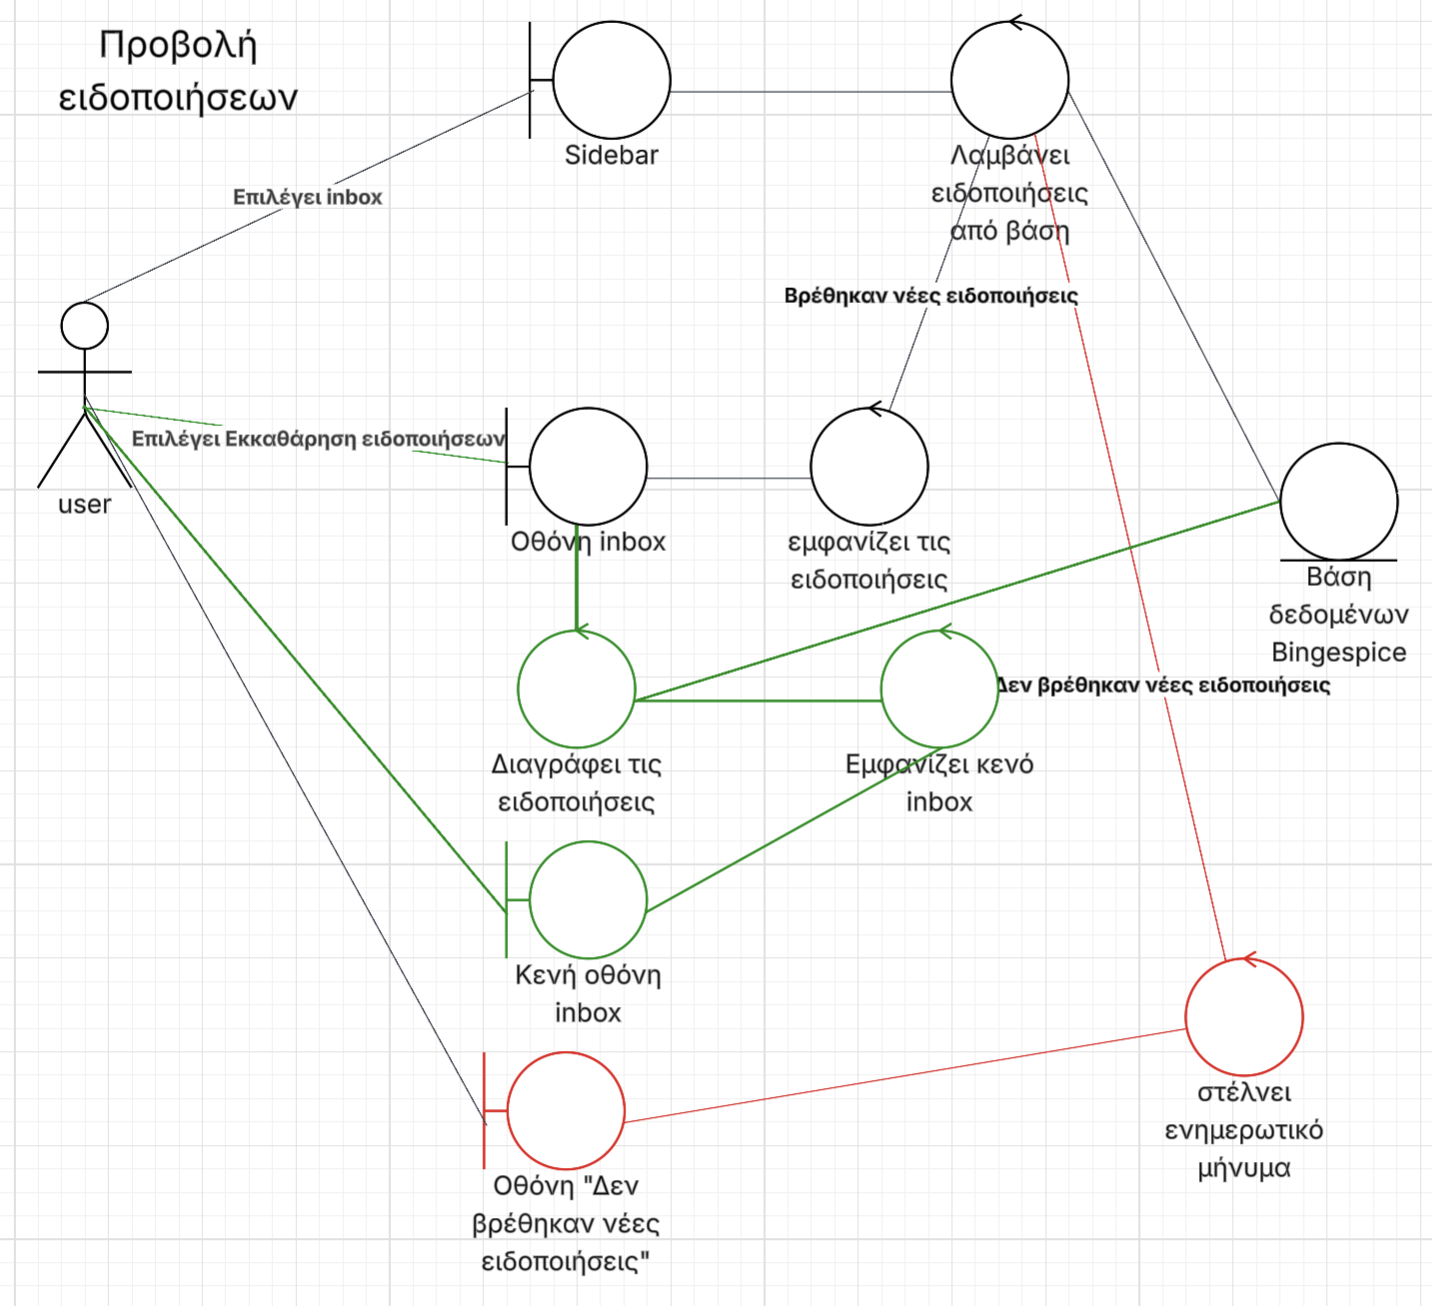 Προβολή
ειδοποιήσεων
Sidebar
Λαμβάνει
ειδοποιήσεις
από βάση
Επιλέγει inbox
Βρέθηκαν νέες ειδοποιήσεις
Επιλέγει Εκκαθάρηση ειδοποιήσεων
user
Οθόνη inbox
εμφανίζει τις
ειδοποιήσεις
Βάση
δεδομένων
Bingespice
Δεν βρέθηκαν νέες ειδοποιήσεις
Διαγράφει τις
ειδοποιήσεις
Εμφανίζει κενό
inbox
Κενή οθόνη
inbox
στέλνει
ενημερωτικό
μήνυμα
Οθόνη "Δεν
βρέθηκαν νέες
ειδοποιήσεις"